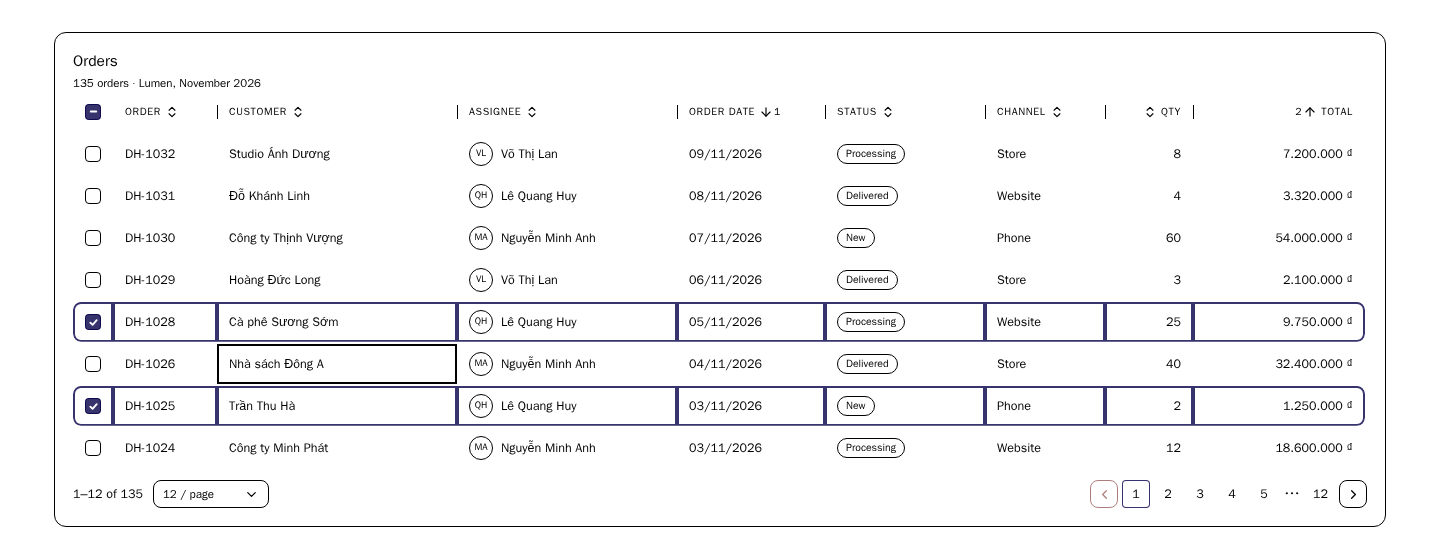 Orders
135 orders · Lumen, November 2026
ORDER CUSTOMER ASSIGNEE ORDER DATE 1 STATUS CHANNEL QTY 2 TOTAL
DH-1032 Studio Ánh Dương VL Võ Thị Lan 09/11/2026 Processing Store 8 7.200.000 ₫
DH-1031 Đỗ Khánh Linh QH Lê Quang Huy 08/11/2026 Delivered Website 4 3.320.000 ₫
DH-1030 Công ty Thịnh Vượng MA Nguyễn Minh Anh 07/11/2026 New Phone 60 54.000.000 ₫
DH-1029 Hoàng Đức Long VL Võ Thị Lan 06/11/2026 Delivered Store 3 2.100.000 ₫
DH-1028 Cà phê Sương Sớm QH Lê Quang Huy 05/11/2026 Processing Website 25 9.750.000 ₫
DH-1026 Nhà sách Đông A MA Nguyễn Minh Anh 04/11/2026 Delivered Store 40 32.400.000 ₫
DH-1025 Trần Thu Hà QH Lê Quang Huy 03/11/2026 New Phone 2 1.250.000 ₫
DH-1024 Công ty Minh Phát MA Nguyễn Minh Anh 03/11/2026 Processing Website 12 18.600.000 ₫
1–12 of 135 12 / page 1 2 3 4 5 ··· 12